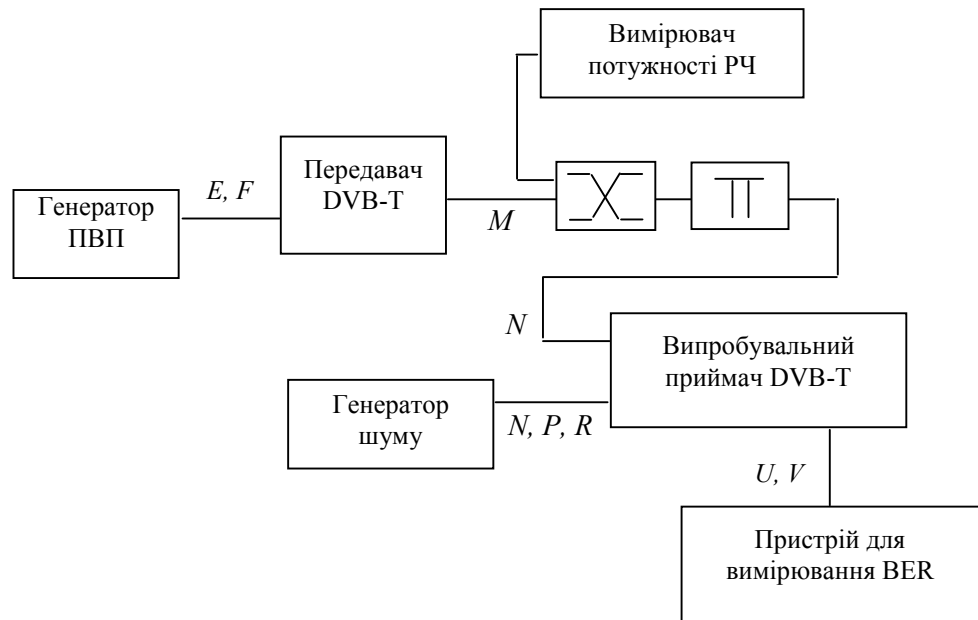 Вимірювач
потужності РЧ
Передавач
DVB-T
E, F
Генератор
ПВП
M
N
Випробувальний
приймач DVB-T
Генератор
шуму
N, P, R
U, V
Пристрій для
вимірювання BER